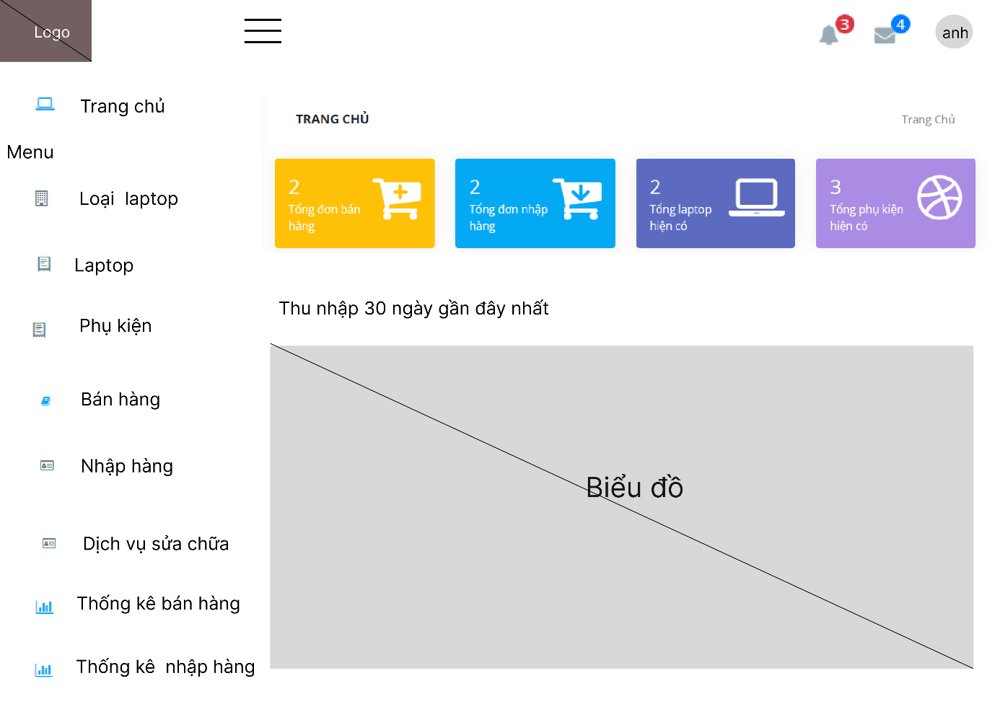 Logo
3
4
anh
Trang chủ
Menu
Loại  laptop
Laptop
Phụ kiện
Bán hàng
Nhập hàng
Dịch vụ sửa chữa
Thống kê bán hàng
Thống kê  nhập hàng
TRANG CHỦ
Trang Chủ
2
Tổng đơn bán
hàng
2
Tổng đơn nhập
hàng
2
Tổng laptop
hiện có
3
Tổng phụ kiện
hiện có
Thu nhập 30 ngày gần đây nhất
Biểu đồ